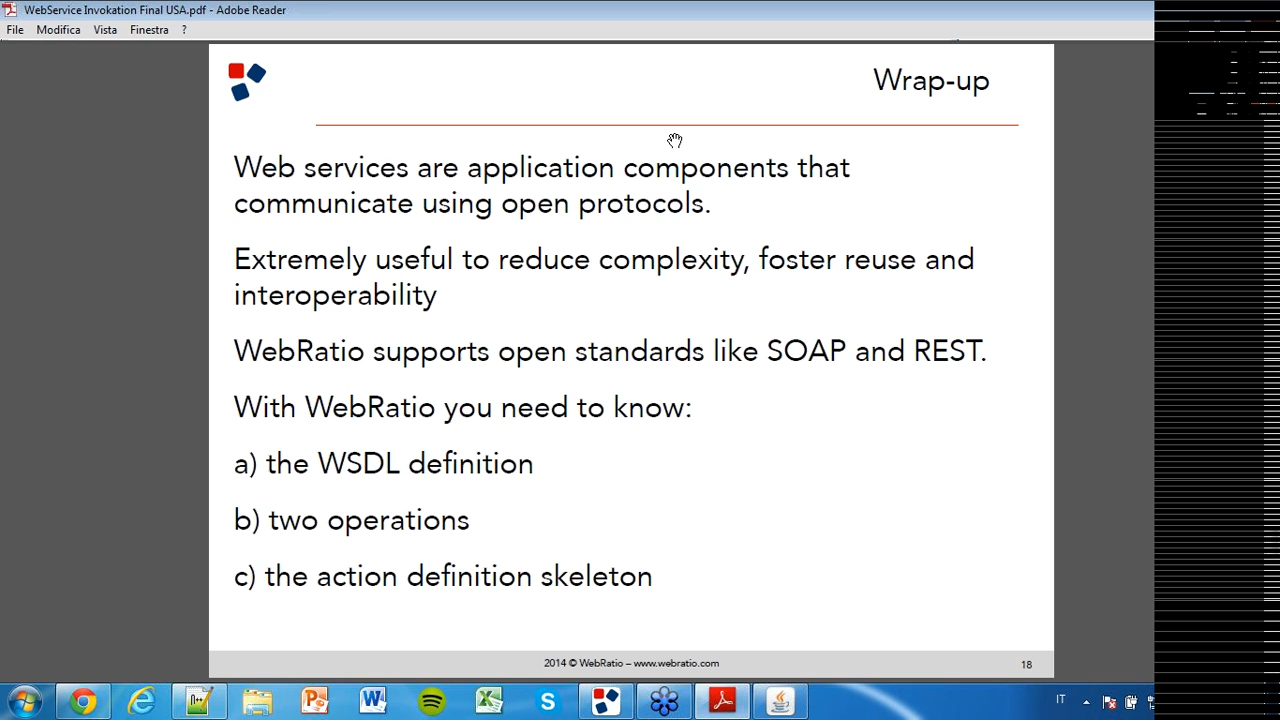 WebService Invokation Final USA.pdf - Adobe Reader
File Modifica Vista Finestra ?
Wrap-up
Web services are application components that
communicate using open protocols.
Extremely useful to reduce complexity, foster reuse and
interoperability
WebRatio supports open standards like SOAP and REST.
With WebRatio you need to know:
a) the WSDL definition
b) two operations
c) the action definition skeleton
2014 © WebRatio – www.webratio.com 18
IT